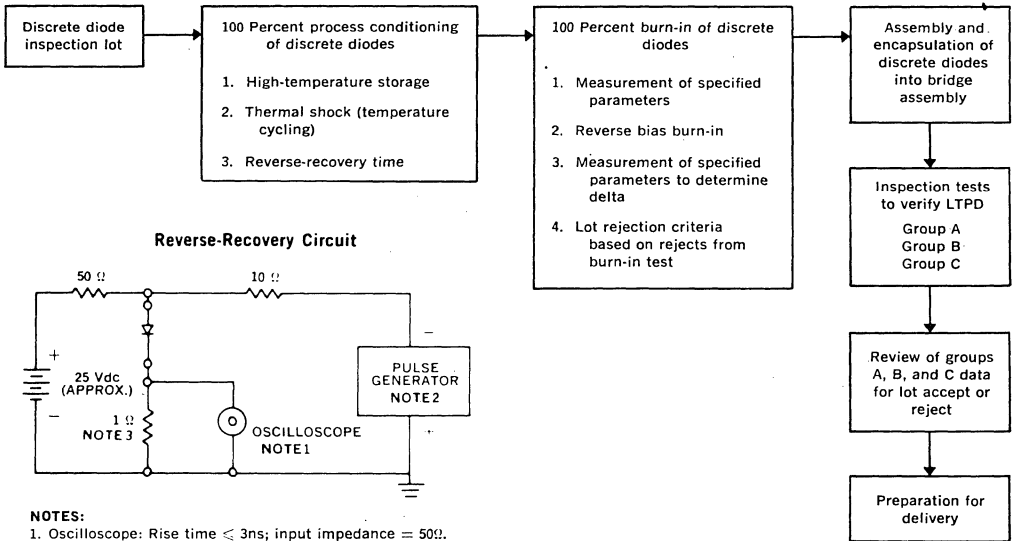 Discrete diode
inspection lot
100 Percent process conditioning
of discrete diodes
1. High-temperature storage
2. Thermal shock (temperature
cycling)
3. Reverse-recovery time
100 Percent burn-in of discrete
diodes
1. Measurement of specified
parameters
2. Reverse bias burn-in
3. Measurement of specified
parameters to determine
delta
4. Lot rejection criteria
based on rejects from
burn-in test
Assembly and
encapsulation of
discrete diodes
into bridge
assembly
Inspection tests
to verify LTPD
Group A
Group B
Group C
Review of groups
A, B, and C data
for lot accept or
reject
Preparation for
delivery
Reverse-Recovery Circuit
50 Ω
10 Ω
+
25 Vdc
(APPROX.)
−
1 Ω
NOTE 3
OSCILLOSCOPE
NOTE 1
−
PULSE
GENERATOR
NOTE 2
+
NOTES:
1. Oscilloscope: Rise time ⩽ 3ns; input impedance = 50Ω.